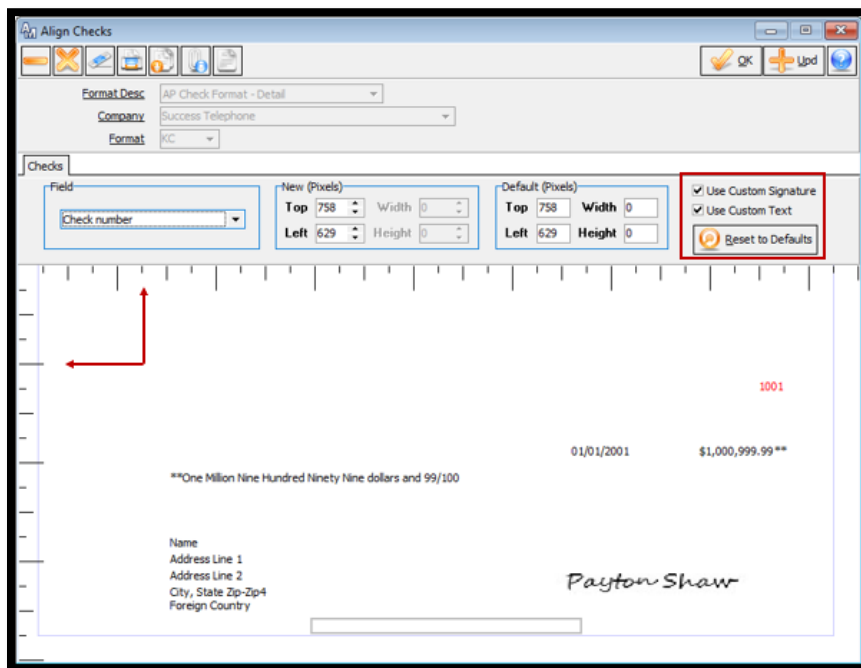 Align Checks
OK Upd
Format Desc AP Check Format - Detail
Company Success Telephone
Format KC
Checks
Field
Check number
New (Pixels)
Top 758 Width 0
Left 629 Height 0
Default (Pixels)
Top 758 Width 0
Left 629 Height 0
Use Custom Signature
Use Custom Text
Reset to Defaults
1001
01/01/2001 $1,000,999.99**
**One Million Nine Hundred Ninety Nine dollars and 99/100
Name
Address Line 1
Address Line 2
City, State Zip-Zip4
Foreign Country
Payton Shaw